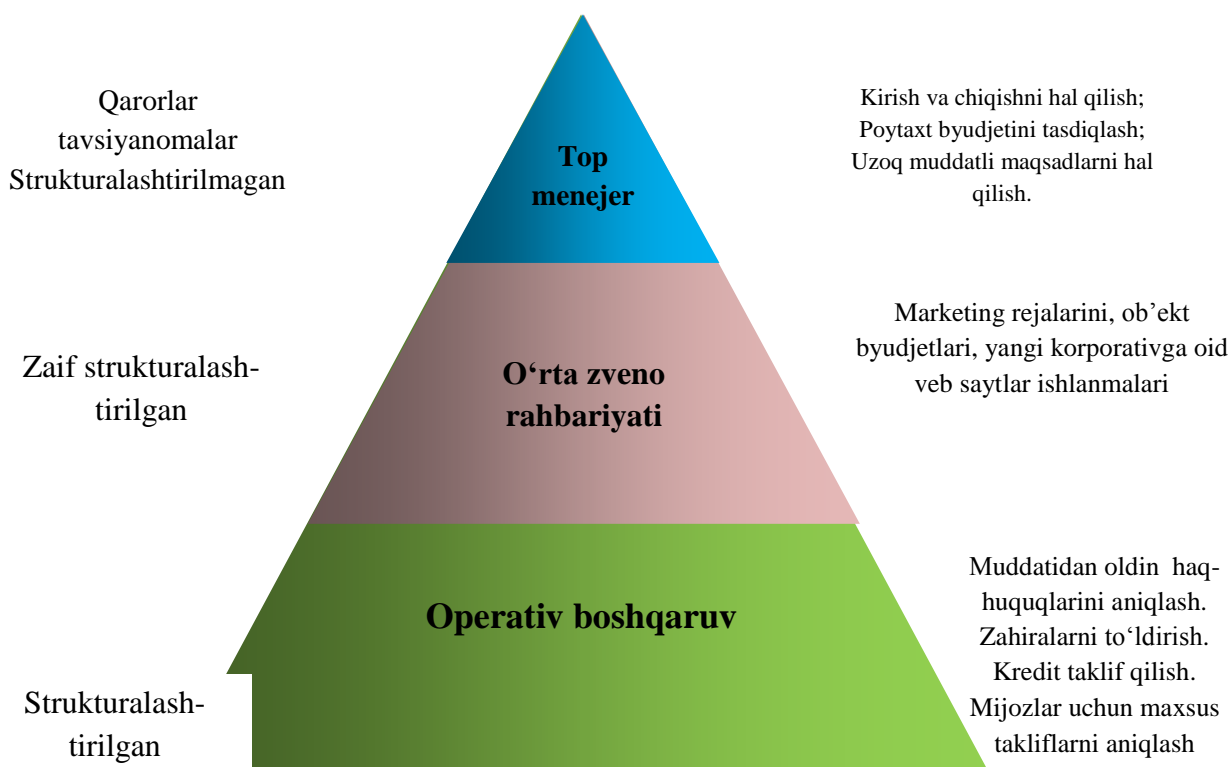 Qarorlar
tavsiyanomalar
Strukturalashtirilmagan
Top
menejer
Kirish va chiqishni hal qilish;
Poytaxt byudjetini tasdiqlash;
Uzoq muddatli maqsadlarni hal
qilish.
Zaif strukturalash-
tirilgan
O‘rta zveno
rahbariyati
Marketing rejalarini, ob’ekt
byudjetlari, yangi korporativga oid
veb saytlar ishlanmalari
Strukturalash-
tirilgan
Operativ boshqaruv
Muddatidan oldin haq-
huquqlarini aniqlash.
Zahiralarni to‘ldirish.
Kredit taklif qilish.
Mijozlar uchun maxsus
takliflarni aniqlash